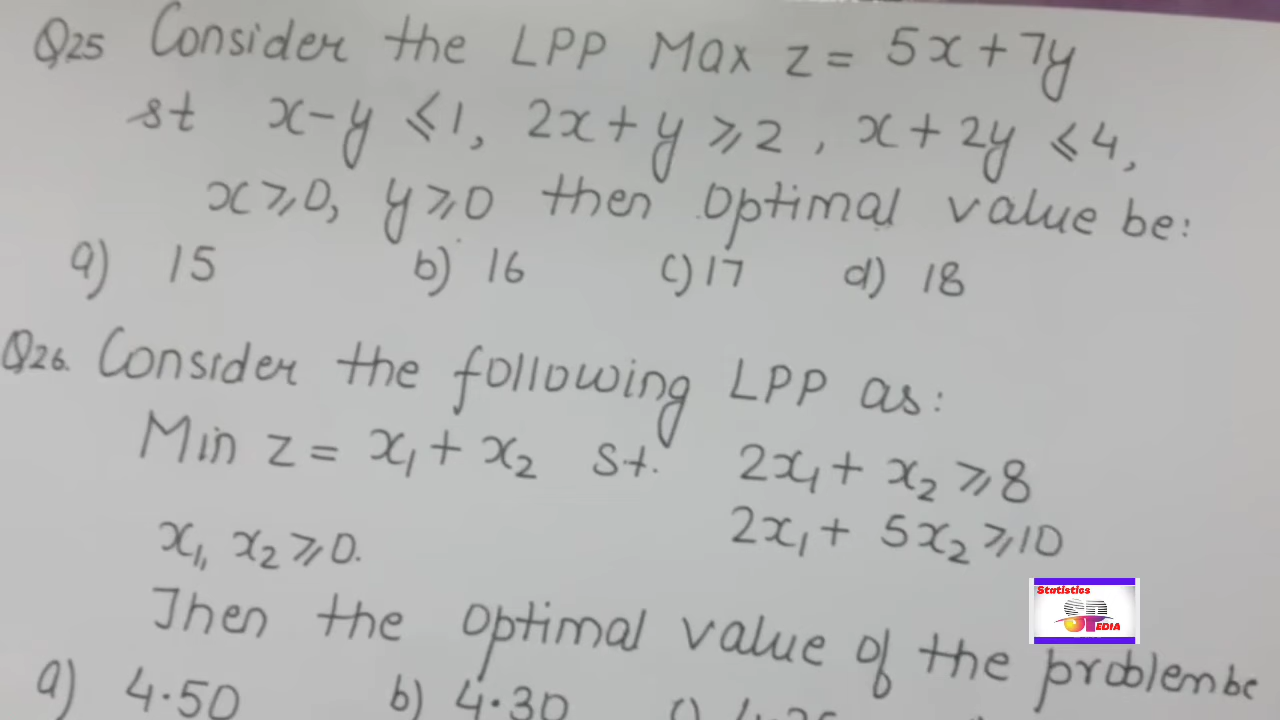 Q25 Consider the LPP Max z = 5x+7y
st x-y ≤1, 2x+y ≥2, x+2y ≤4,
x≥0, y≥0 then optimal value be:
a) 15 b) 16 c) 17 d) 18
Q26. Consider the following LPP as:
Min z = x₁+x₂ s.t. 2x₁+x₂ ≥8
x₁, x₂ ≥0. 2x₁+ 5x₂ ≥10
Then the optimal value of the problem be
a) 4.50 b) 4.30 c)
Statistics
PEDIA